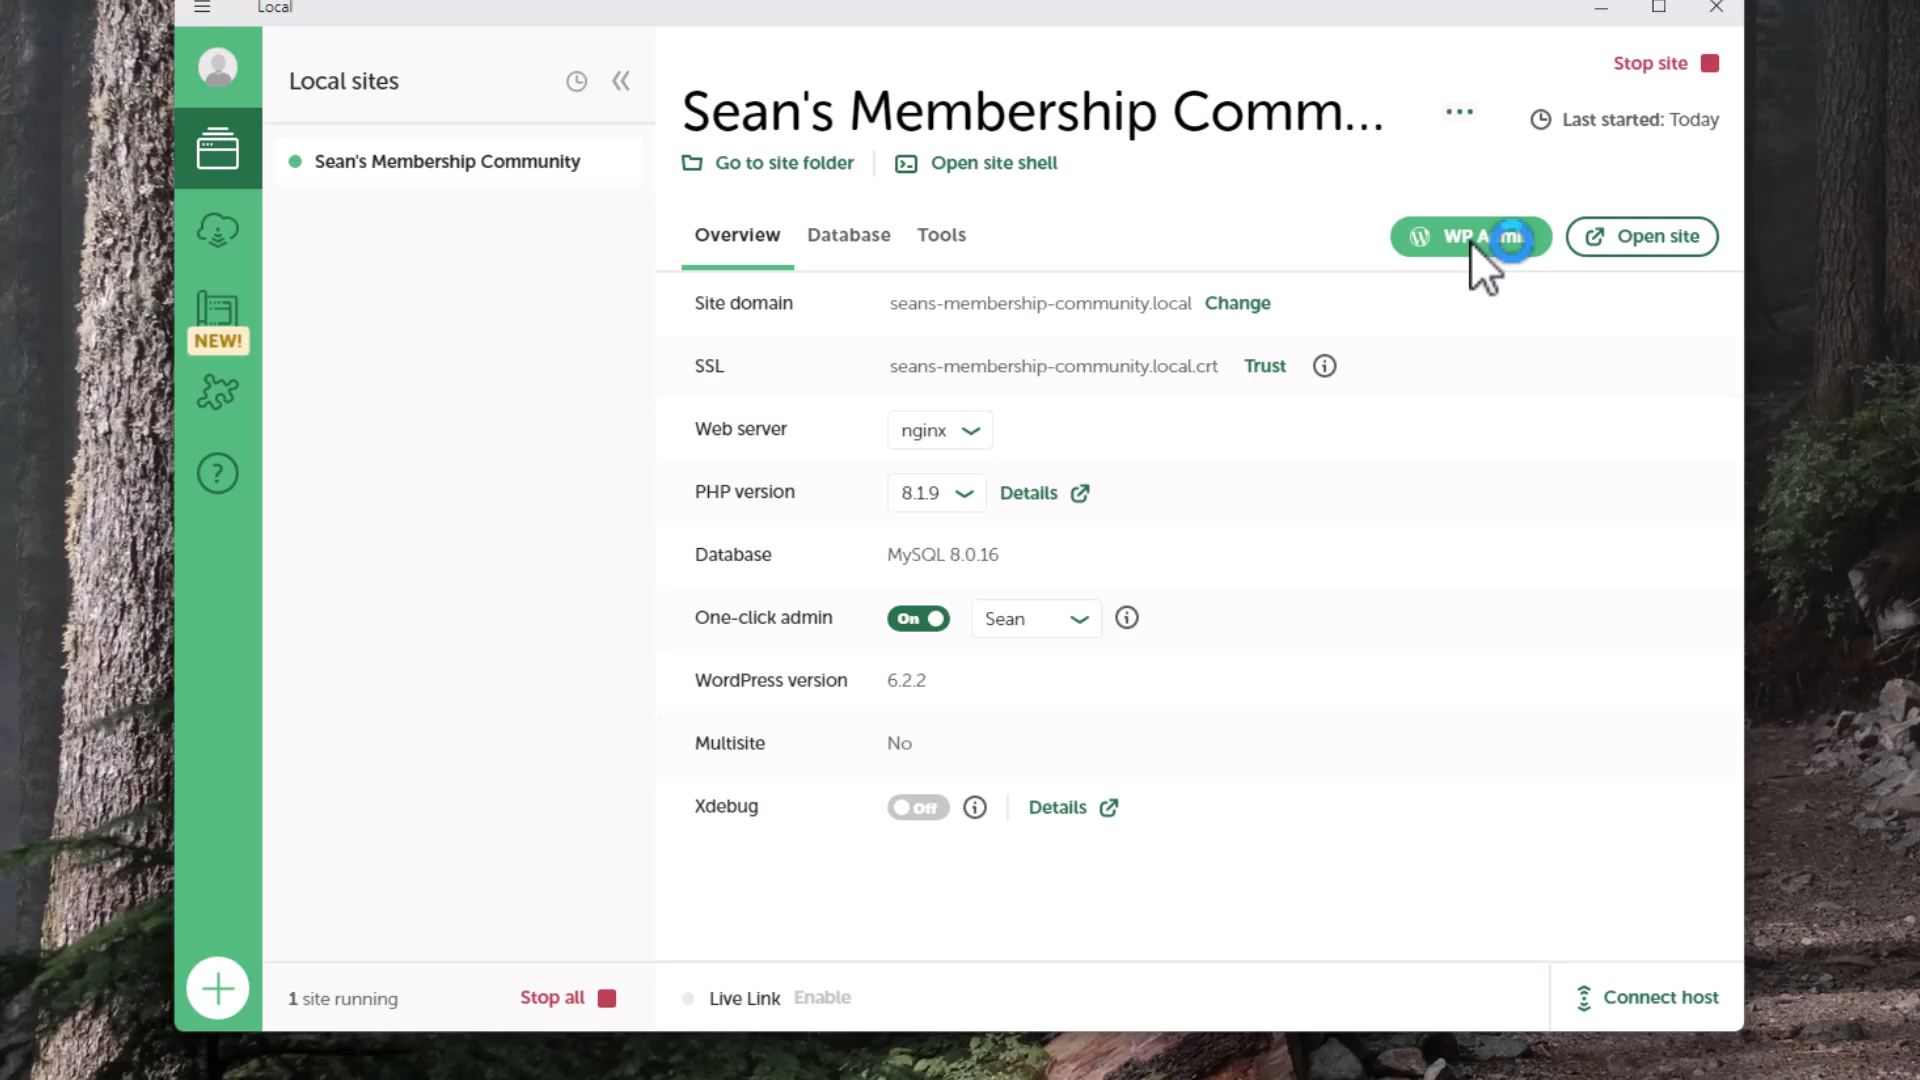 Local
Local sites
Stop site
Sean's Membership Comm...
Last started: Today
Sean's Membership Community
Go to site folder
Open site shell
Overview
Database
Tools
WP A
Open site
NEW!
Site domain
seans-membership-community.local
Change
SSL
seans-membership-community.local.crt
Trust
Web server
nginx
PHP version
8.1.9
Details
Database
MySQL 8.0.16
One-click admin
On
Sean
WordPress version
6.2.2
Multisite
No
Xdebug
Off
Details
1 site running
Stop all
Live Link
Enable
Connect host